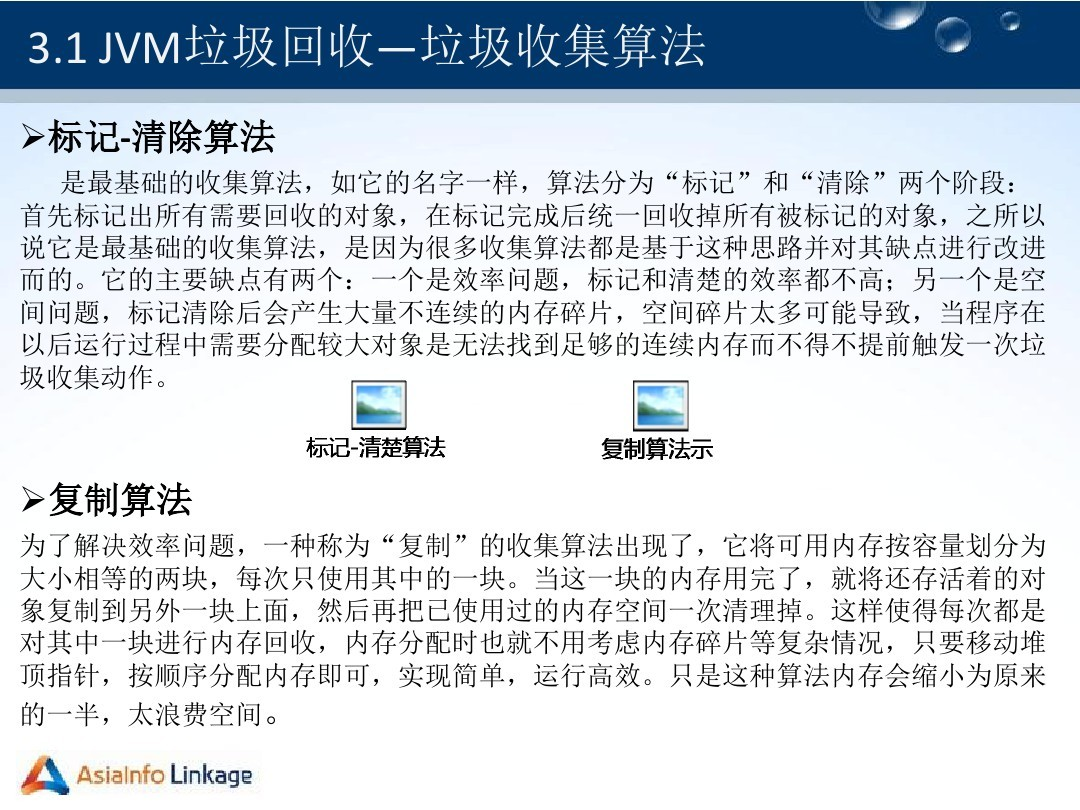 3.1 JVM垃圾回收—垃圾收集算法
➢标记-清除算法
是最基础的收集算法，如它的名字一样，算法分为“标记”和“清除”两个阶段：
首先标记出所有需要回收的对象，在标记完成后统一回收掉所有被标记的对象，之所以
说它是最基础的收集算法，是因为很多收集算法都是基于这种思路并对其缺点进行改进
而的。它的主要缺点有两个：一个是效率问题，标记和清楚的效率都不高；另一个是空
间问题，标记清除后会产生大量不连续的内存碎片，空间碎片太多可能导致，当程序在
以后运行过程中需要分配较大对象是无法找到足够的连续内存而不得不提前触发一次垃
圾收集动作。
标记-清楚算法 复制算法示
➢复制算法
为了解决效率问题，一种称为“复制”的收集算法出现了，它将可用内存按容量划分为
大小相等的两块，每次只使用其中的一块。当这一块的内存用完了，就将还存活着的对
象复制到另外一块上面，然后再把已使用过的内存空间一次清理掉。这样使得每次都是
对其中一块进行内存回收，内存分配时也就不用考虑内存碎片等复杂情况，只要移动堆
顶指针，按顺序分配内存即可，实现简单，运行高效。只是这种算法内存会缩小为原来
的一半，太浪费空间。
AsiaInfo Linkage